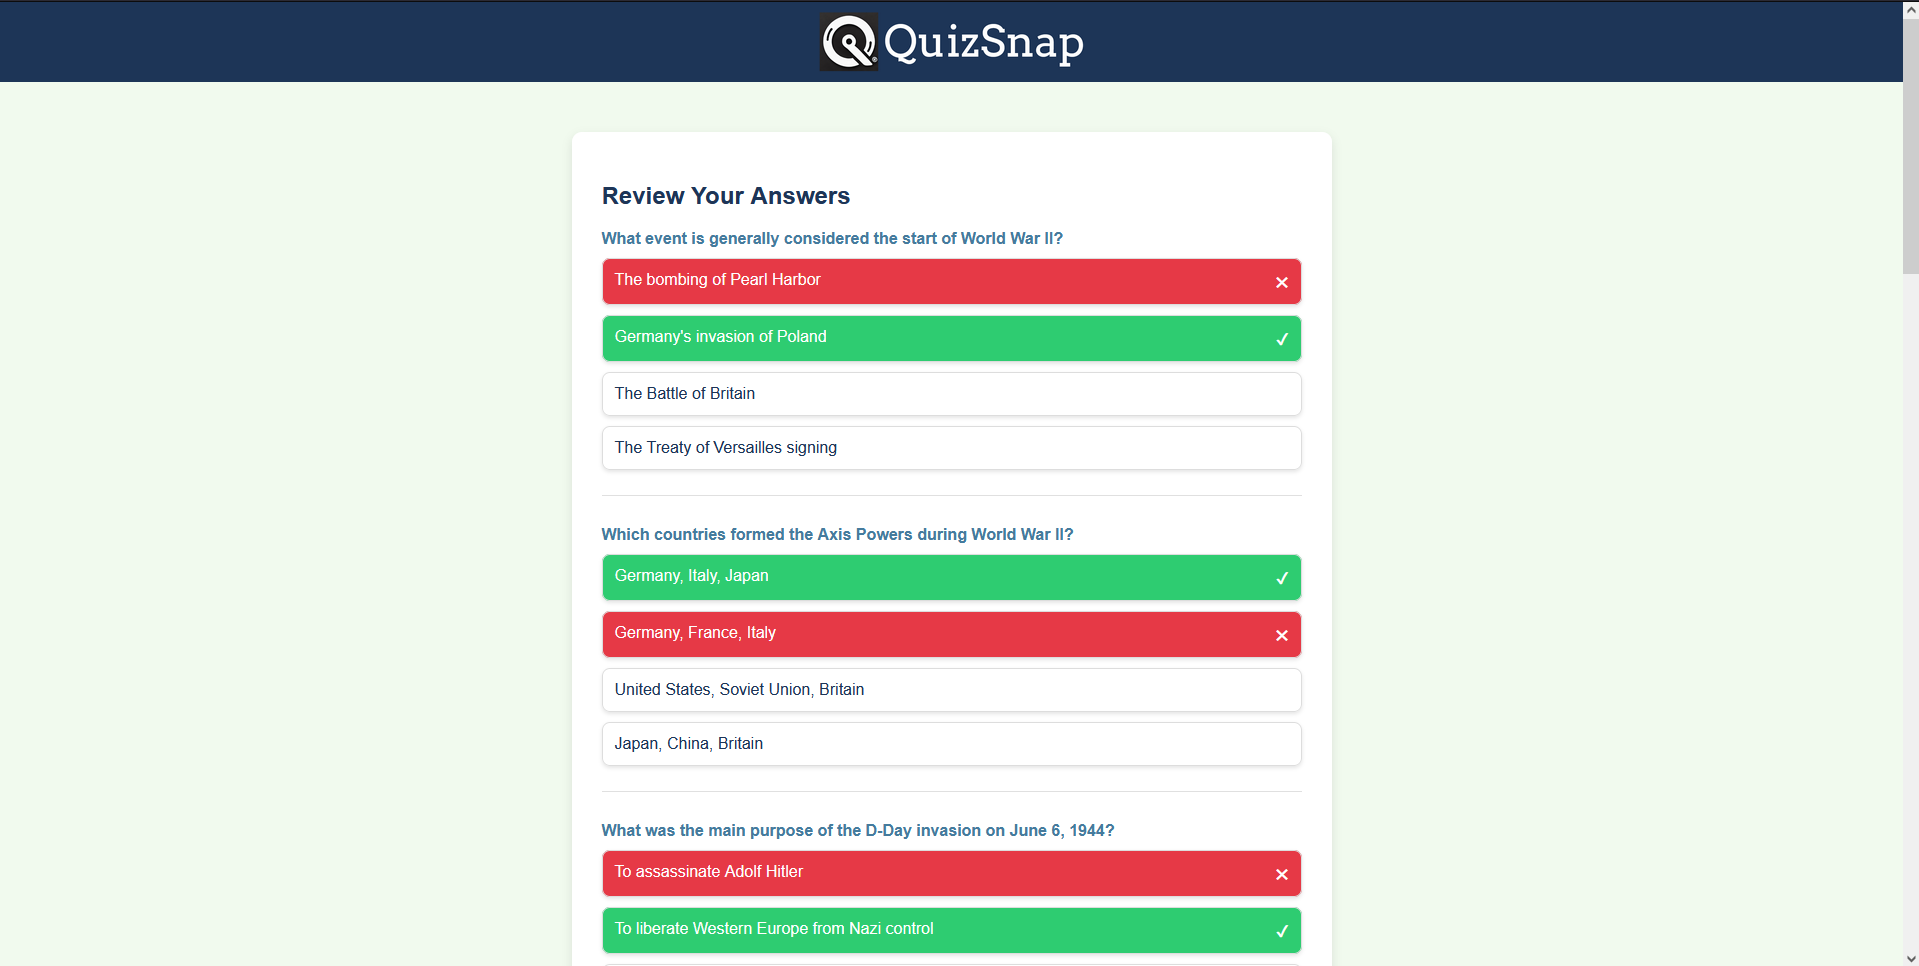 QuizSnap
Review Your Answers
What event is generally considered the start of World War II?
The bombing of Pearl Harbor
Germany's invasion of Poland
The Battle of Britain
The Treaty of Versailles signing
Which countries formed the Axis Powers during World War II?
Germany, Italy, Japan
Germany, France, Italy
United States, Soviet Union, Britain
Japan, China, Britain
What was the main purpose of the D-Day invasion on June 6, 1944?
To assassinate Adolf Hitler
To liberate Western Europe from Nazi control